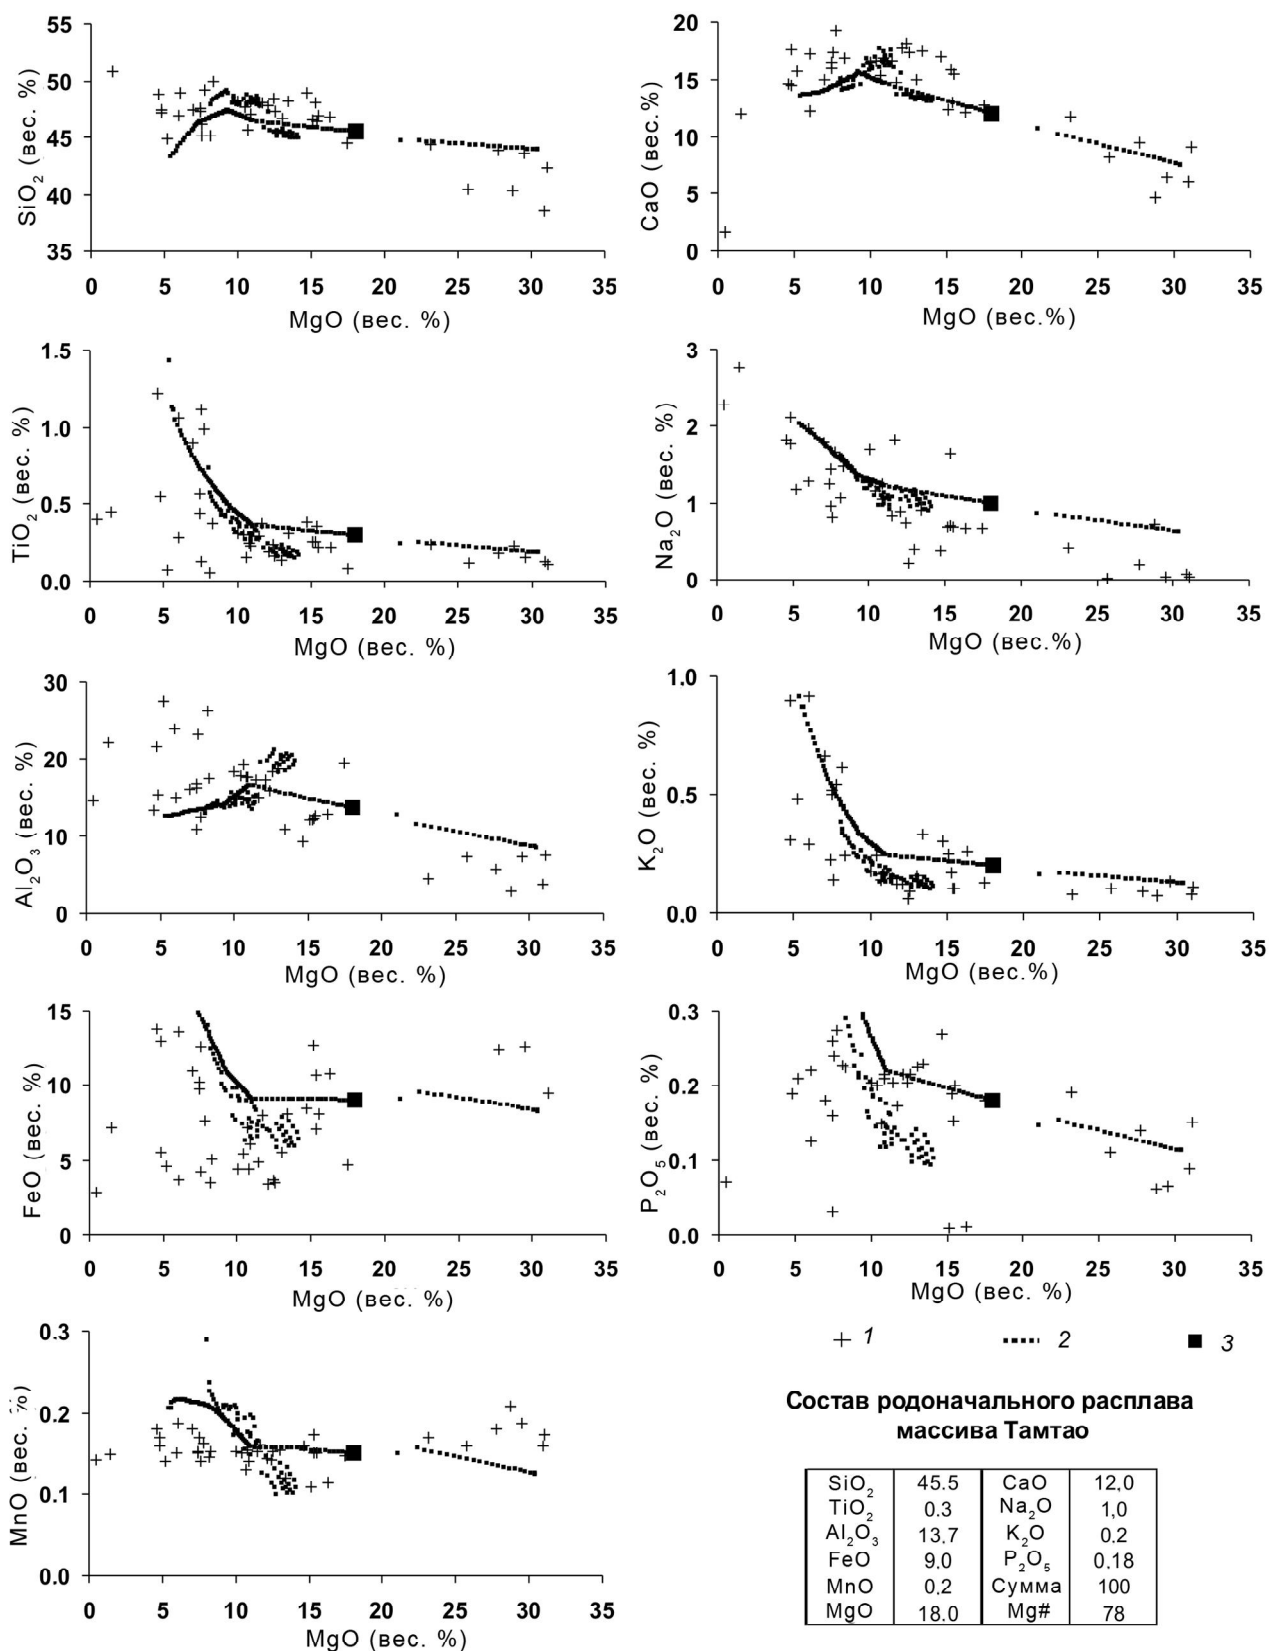 55
50
45
40
35
SiO₂ (вес. %)
0 5 10 15 20 25 30 35
MgO (вес. %)
20
15
10
5
0
CaO (вес.%)
0 5 10 15 20 25 30 35
MgO (вес.%)
1.5
1.0
0.5
0.0
TiO₂ (вес. %)
0 5 10 15 20 25 30 35
MgO (вес. %)
3
2
1
0
Na₂O (вес. %)
0 5 10 15 20 25 30 35
MgO (вес.%)
30
20
10
0
Al₂O₃ (вес. %)
0 5 10 15 20 25 30 35
MgO (вес. %)
1.0
0.5
0.0
K₂O (вес. %)
0 5 10 15 20 25 30 35
MgO (вес.%)
15
10
5
0
FeO (вес. %)
0 5 10 15 20 25 30 35
MgO (вес. %)
0.3
0.2
0.1
0.0
P₂O₅ (вес. %)
0 5 10 15 20 25 30 35
MgO (вес. %)
0.3
0.2
0.1
0.0
MnO (вес. %)
0 5 10 15 20 25 30 35
MgO (вес. %)
1 2 3
Состав родоначального расплава
массива Тамтао
SiO₂ 45.5 CaO 12,0
TiO₂ 0.3 Na₂O 1,0
Al₂O₃ 13,7 K₂O 0.2
FeO 9,0 P₂O₅ 0.18
MnO 0,2 Сумма 100
MgO 18.0 Mg# 78